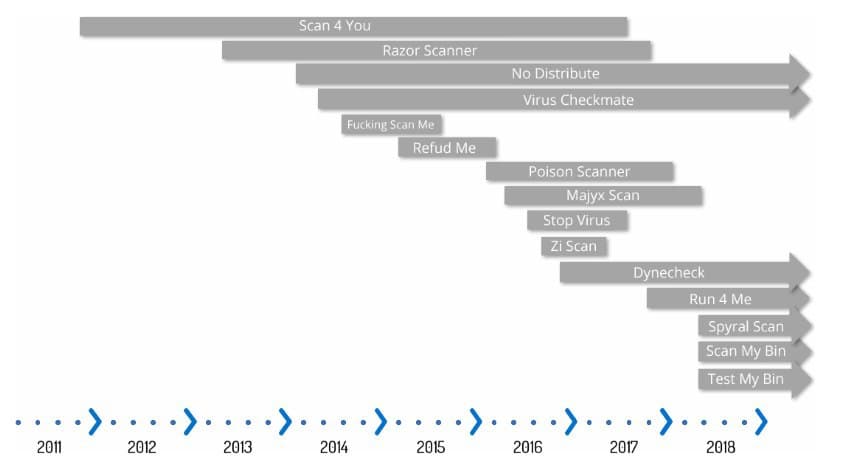 Scan 4 You
Razor Scanner
No Distribute
Virus Checkmate
Fucking Scan Me
Refud Me
Poison Scanner
Majyx Scan
Stop Virus
Zi Scan
Dynecheck
Run 4 Me
Spyral Scan
Scan My Bin
Test My Bin
2011 2012 2013 2014 2015 2016 2017 2018